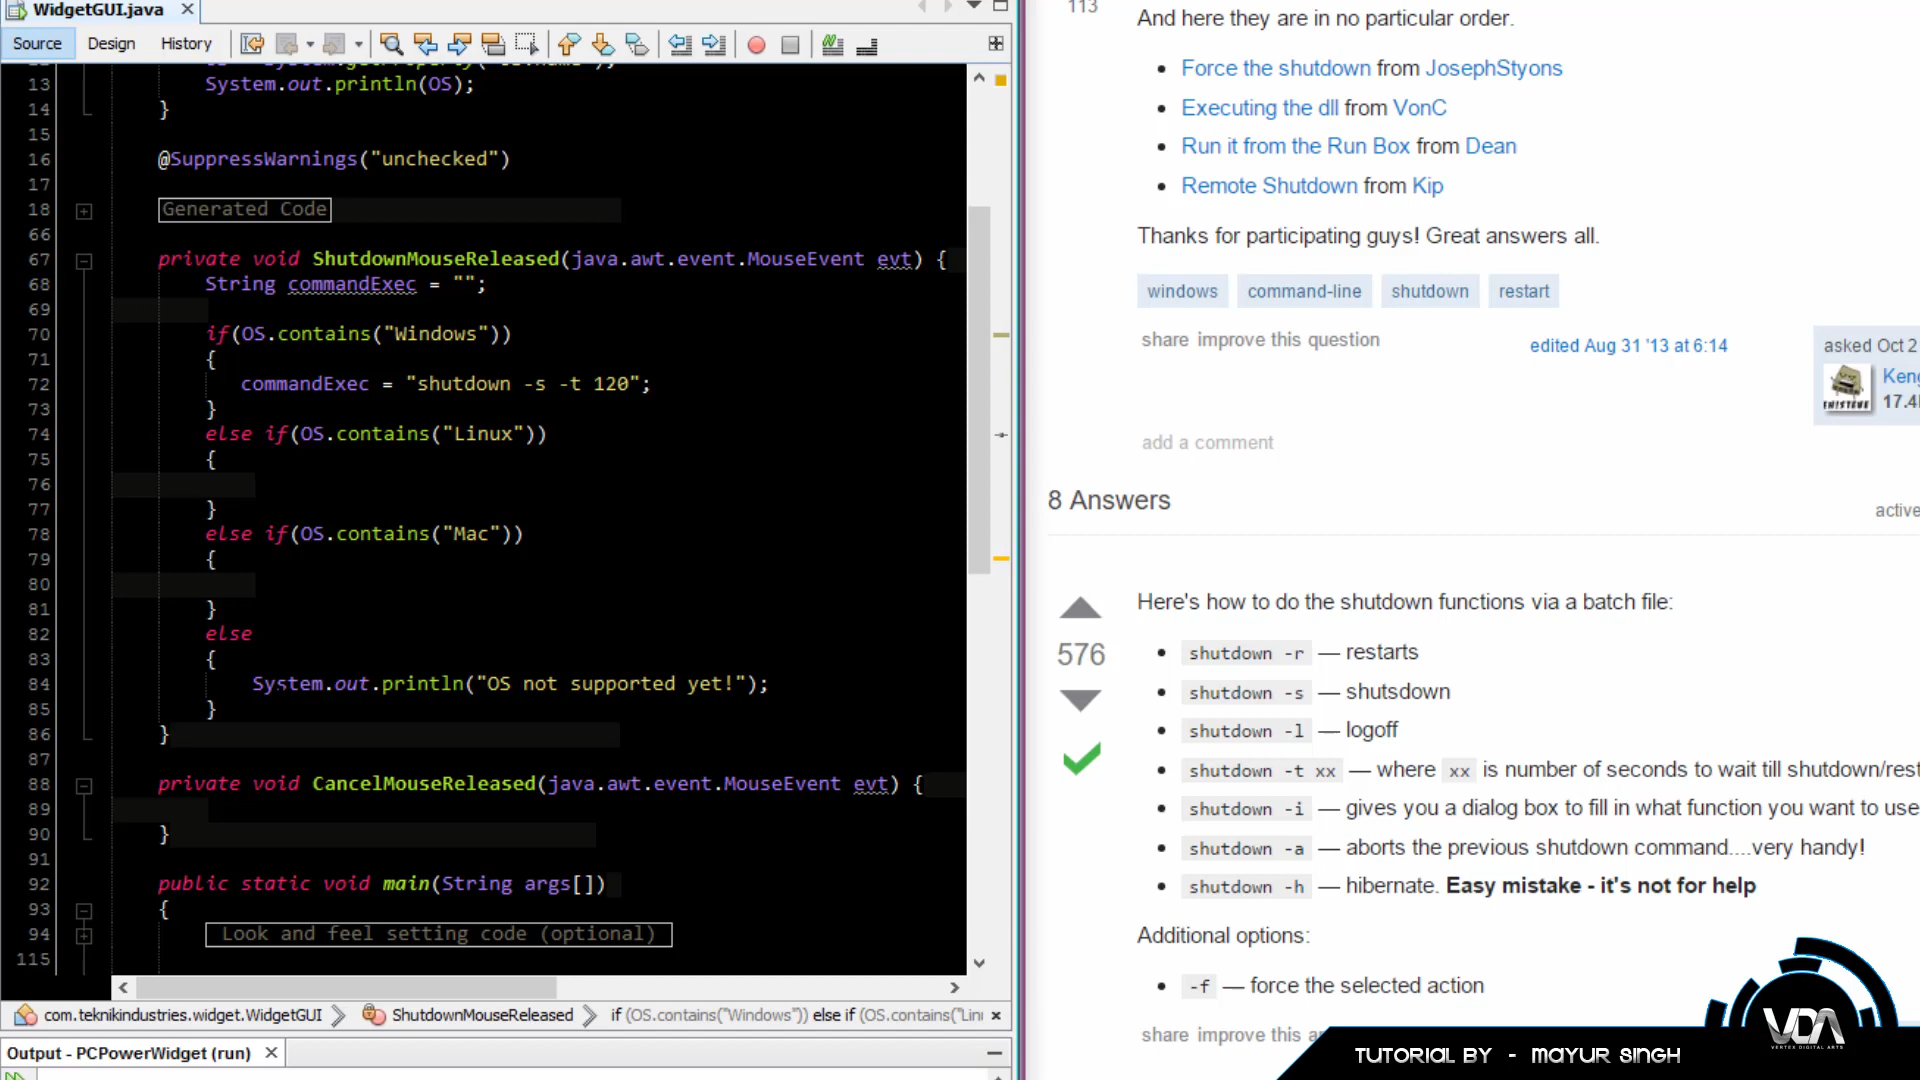 WidgetGUI.java
Source Design History
13 System.out.println(OS);
14 }
15
16 @SuppressWarnings("unchecked")
17
18 Generated Code
66
67 private void ShutdownMouseReleased(java.awt.event.MouseEvent evt) {
68 String commandExec = "";
69
70 if(OS.contains("Windows"))
71 {
72 commandExec = "shutdown -s -t 120";
73 }
74 else if(OS.contains("Linux"))
75 {
76
77 }
78 else if(OS.contains("Mac"))
79 {
80
81 }
82 else
83 {
84 System.out.println("OS not supported yet!");
85 }
86 }
87
88 private void CancelMouseReleased(java.awt.event.MouseEvent evt) {
89
90 }
91
92 public static void main(String args[])
93 {
94 Look and feel setting code (optional)
115
com.teknikindustries.widget.WidgetGUI ShutdownMouseReleased if (OS.contains("Windows")) else if (OS.contains("Lin
Output - PCPowerWidget (run)
113
And here they are in no particular order.
• Force the shutdown from JosephStyons
• Executing the dll from VonC
• Run it from the Run Box from Dean
• Remote Shutdown from Kip
Thanks for participating guys! Great answers all.
windows command-line shutdown restart
share improve this question
edited Aug 31 '13 at 6:14
asked Oct 2
Keng
17.4
add a comment
8 Answers
active
576
Here's how to do the shutdown functions via a batch file:
• shutdown -r — restarts
• shutdown -s — shutsdown
• shutdown -l — logoff
• shutdown -t xx — where xx is number of seconds to wait till shutdown/rest
• shutdown -i — gives you a dialog box to fill in what function you want to use
• shutdown -a — aborts the previous shutdown command....very handy!
• shutdown -h — hibernate. Easy mistake - it's not for help
Additional options:
• -f — force the selected action
share improve this a
VDA
VERTEX DIGITAL ARTS
TUTORIAL BY - MAYUR SINGH